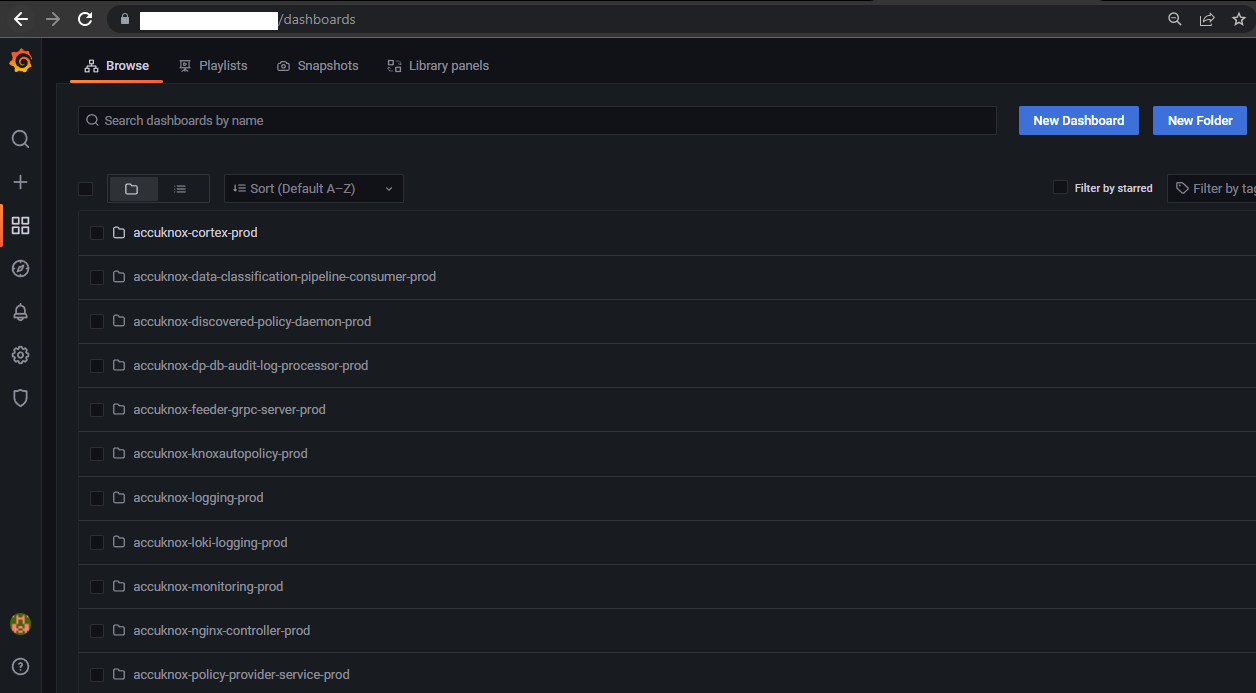 /dashboards
Browse Playlists Snapshots Library panels
Search dashboards by name
New Dashboard New Folder
Sort (Default A–Z)
Filter by starred
Filter by tag
accuknox-cortex-prod
accuknox-data-classification-pipeline-consumer-prod
accuknox-discovered-policy-daemon-prod
accuknox-dp-db-audit-log-processor-prod
accuknox-feeder-grpc-server-prod
accuknox-knoxautopolicy-prod
accuknox-logging-prod
accuknox-loki-logging-prod
accuknox-monitoring-prod
accuknox-nginx-controller-prod
accuknox-policy-provider-service-prod